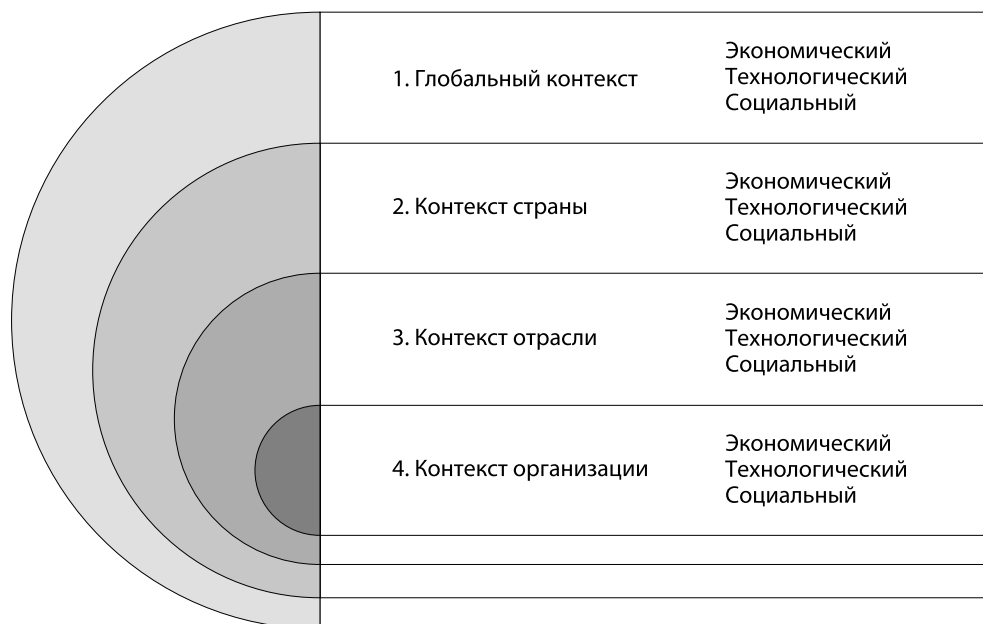 1. Глобальный контекст
Экономический
Технологический
Социальный
2. Контекст страны
Экономический
Технологический
Социальный
3. Контекст отрасли
Экономический
Технологический
Социальный
4. Контекст организации
Экономический
Технологический
Социальный